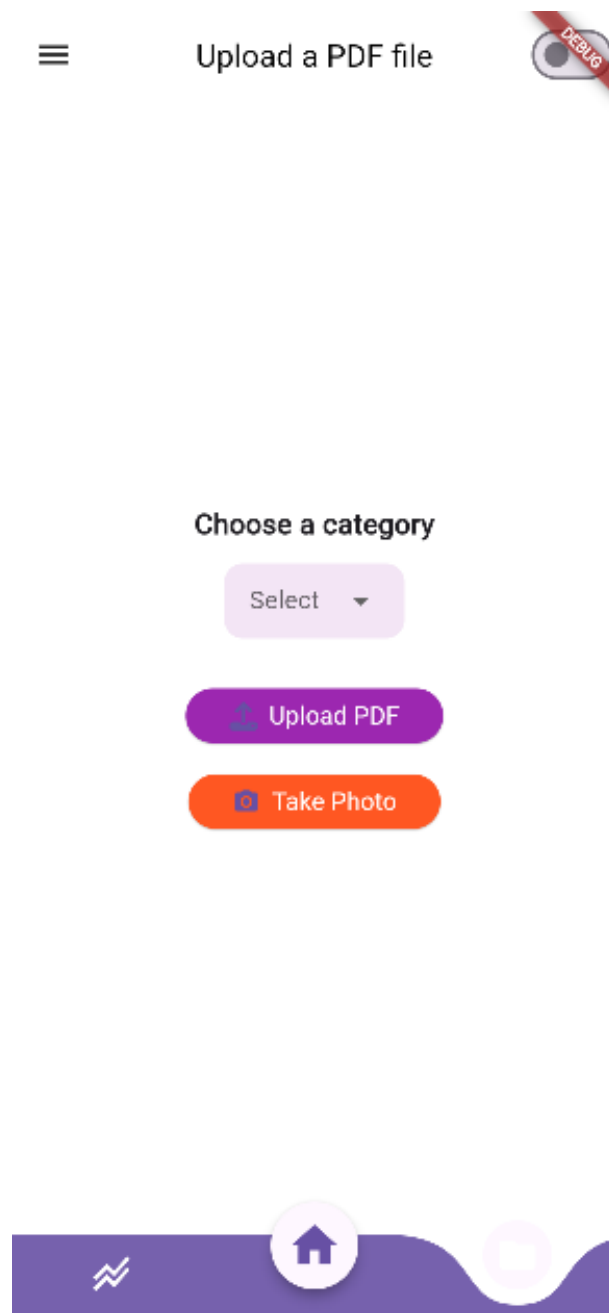 Upload a PDF file
DEBUG
Choose a category
Select
Upload PDF
Take Photo